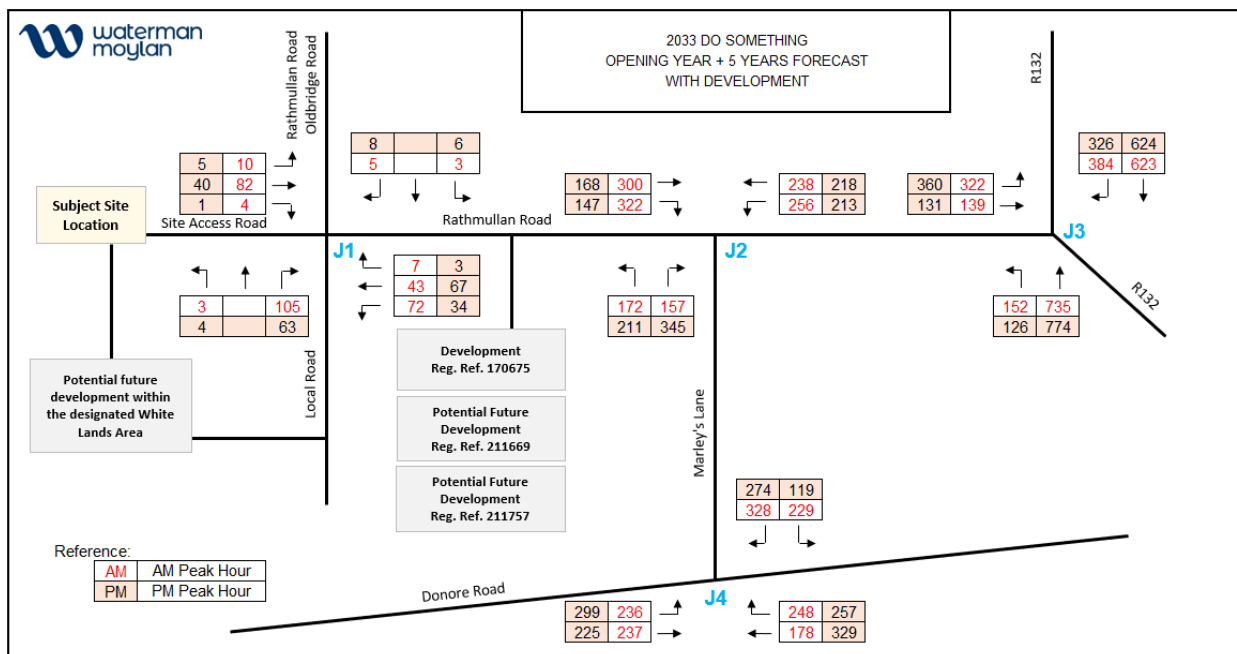 waterman
moylan
2033 DO SOMETHING
OPENING YEAR + 5 YEARS FORECAST
WITH DEVELOPMENT
Rathmullan Road
Oldbridge Road
R132
8 6
5 3
326 624
384 623
5 10
40 82
1 4
168 300
147 322
238 218
256 213
360 322
131 139
Subject Site
Location
Site Access Road
Rathmullan Road
J1
J2
J3
R132
7 3
43 67
72 34
3 105
4 63
172 157
211 345
152 735
126 774
Development
Reg. Ref. 170675
Potential future
development within
the designated White
Lands Area
Local Road
Potential Future
Development
Reg. Ref. 211669
Marley's Lane
Potential Future
Development
Reg. Ref. 211757
274 119
328 229
Reference:
AM AM Peak Hour
PM PM Peak Hour
Donore Road
J4
299 236
225 237
248 257
178 329